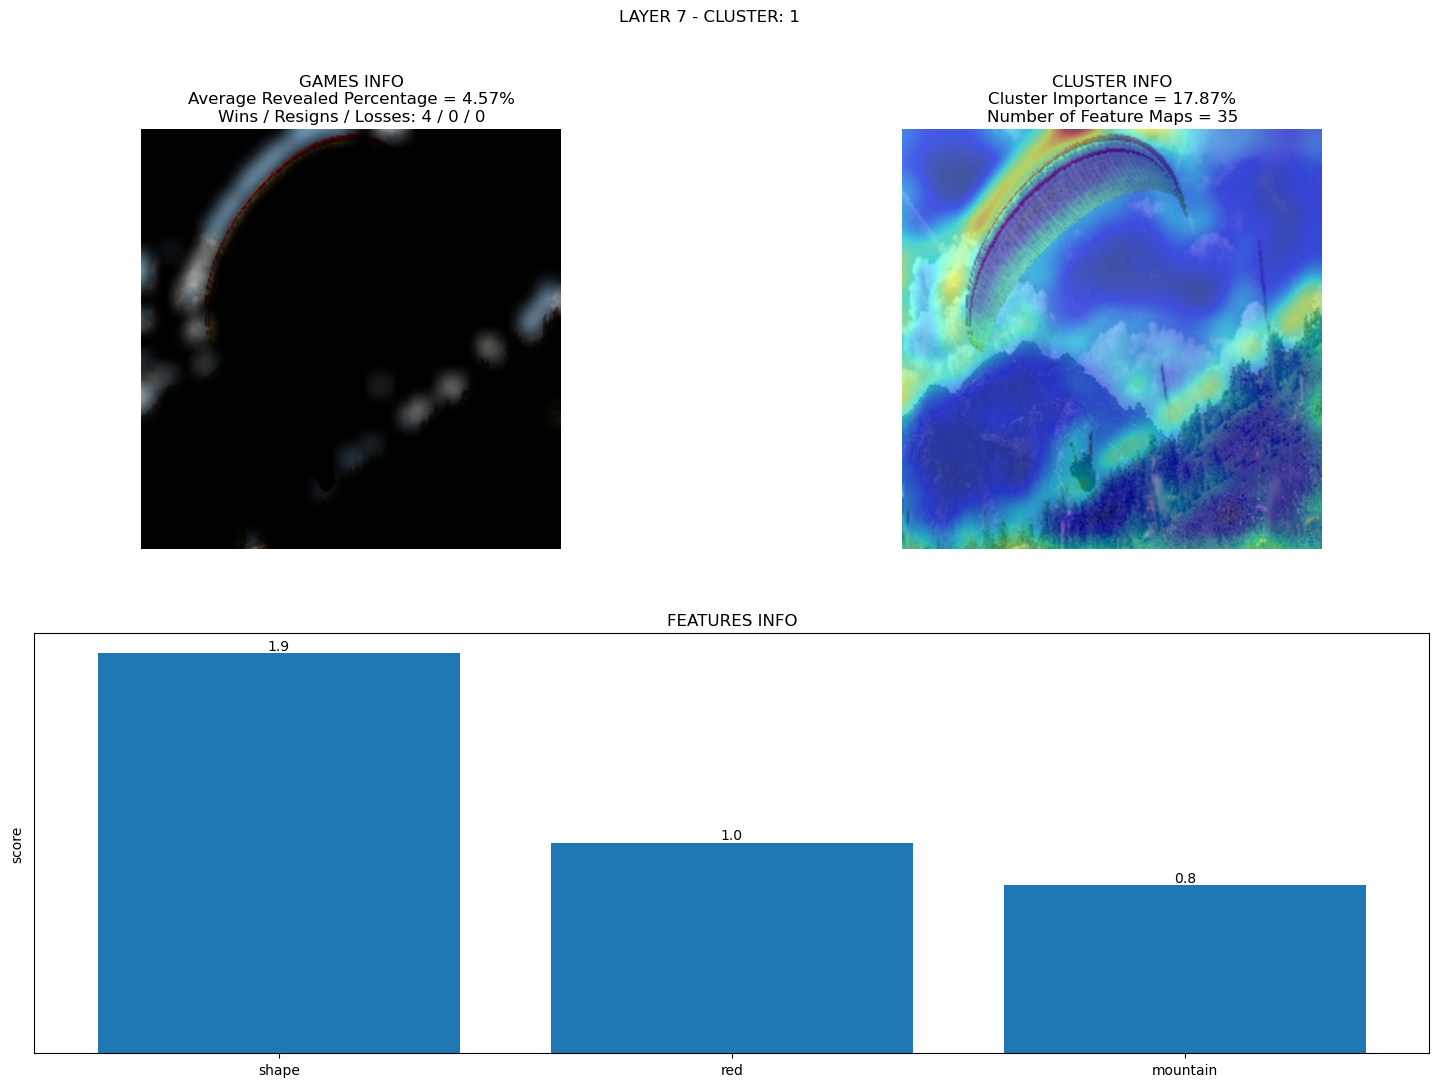 LAYER 7 - CLUSTER: 1
GAMES INFO
Average Revealed Percentage = 4.57%
Wins / Resigns / Losses: 4 / 0 / 0
CLUSTER INFO
Cluster Importance = 17.87%
Number of Feature Maps = 35
FEATURES INFO
score
1.9
1.0
0.8
shape
red
mountain